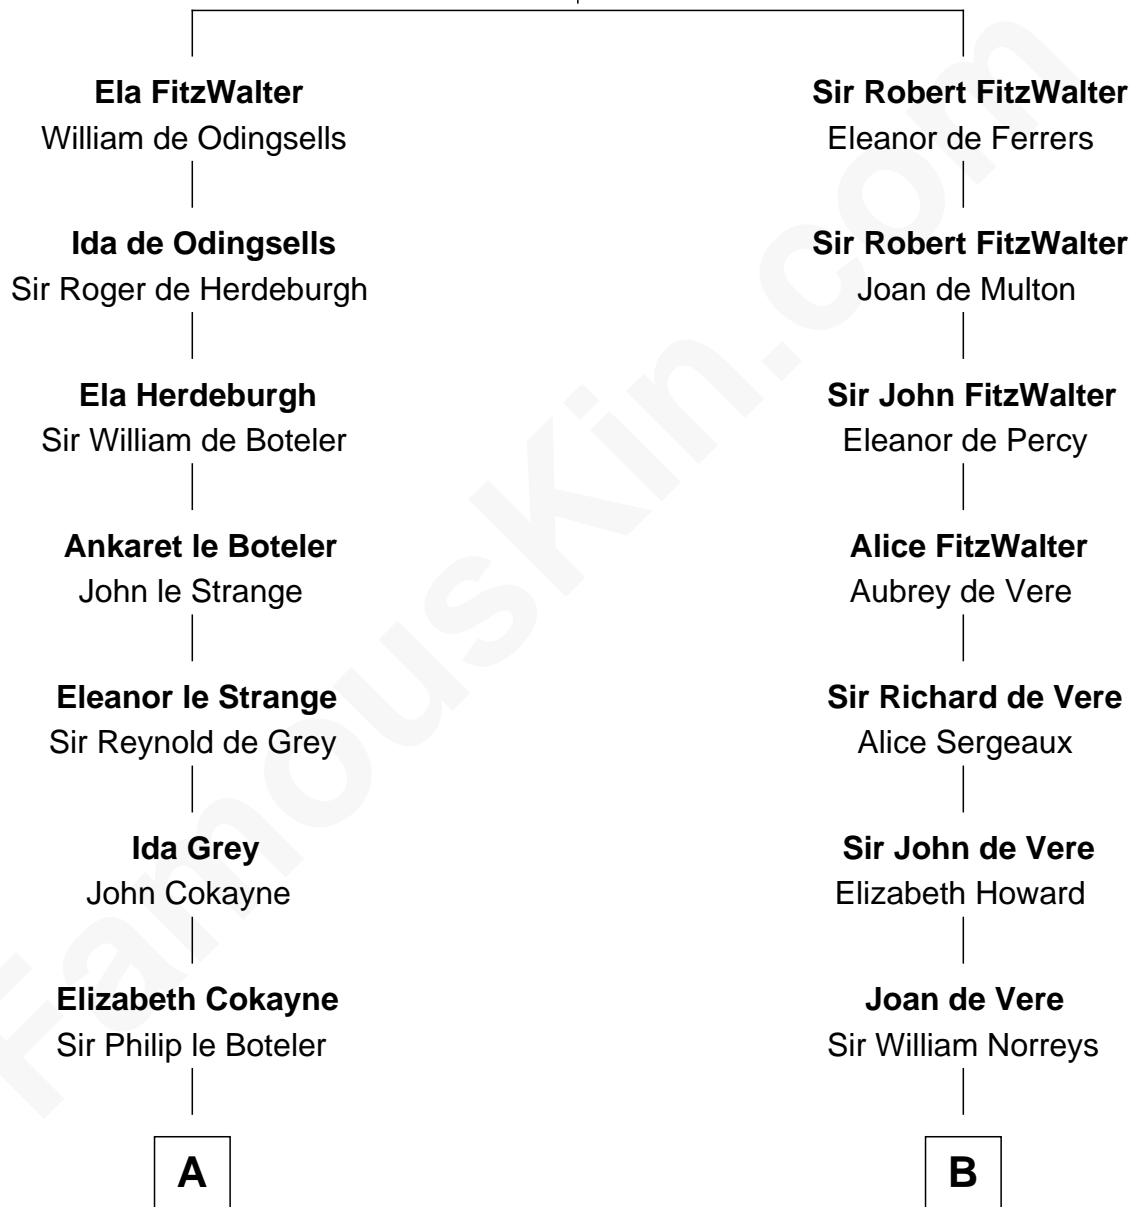 Ela FitzWalter
William de Odingsells
Ida de Odingsells
Sir Roger de Herdeburgh
Ela Herdeburgh
Sir William de Boteler
Ankaret le Boteler
John le Strange
Eleanor le Strange
Sir Reynold de Grey
Ida Grey
John Cokayne
Elizabeth Cokayne
Sir Philip le Boteler
A
Sir Robert FitzWalter
Eleanor de Ferrers
Sir Robert FitzWalter
Joan de Multon
Sir John FitzWalter
Eleanor de Percy
Alice FitzWalter
Aubrey de Vere
Sir Richard de Vere
Alice Sergeaux
Sir John de Vere
Elizabeth Howard
Joan de Vere
Sir William Norreys
B
FamousKin.com